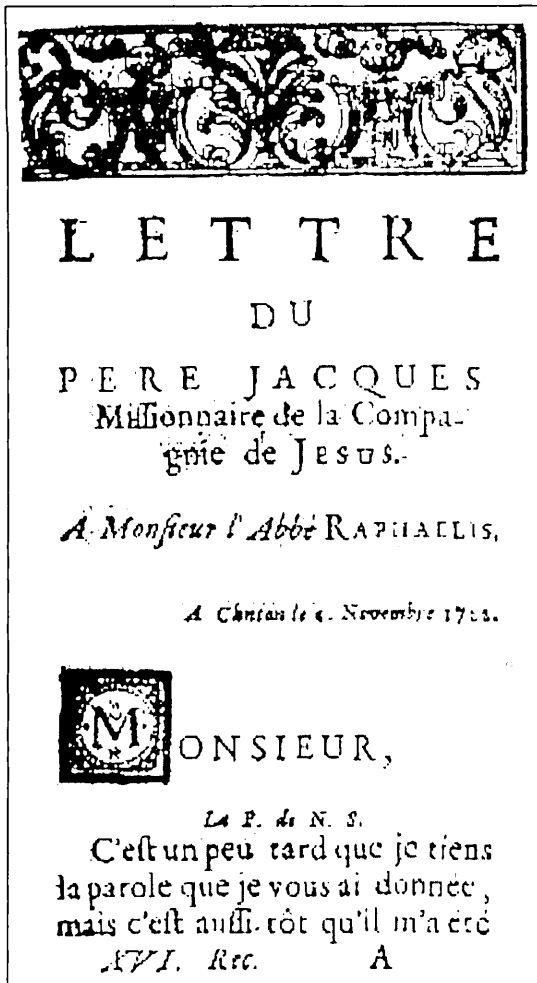 LETTRE
DU
PERE JACQUES
Miſſionnaire de la Compa-
gnie de JESUS.
A Monſieur l'Abbé RAPHAELIS,
A Canton le Novembre
MONSIEUR,
La P. de N. S.
C'eſt un peu tard que je tiens
la parole que je vous ai donnée,
mais c'eſt auſſi-tôt qu'il m'a été
XVI. Rec. A